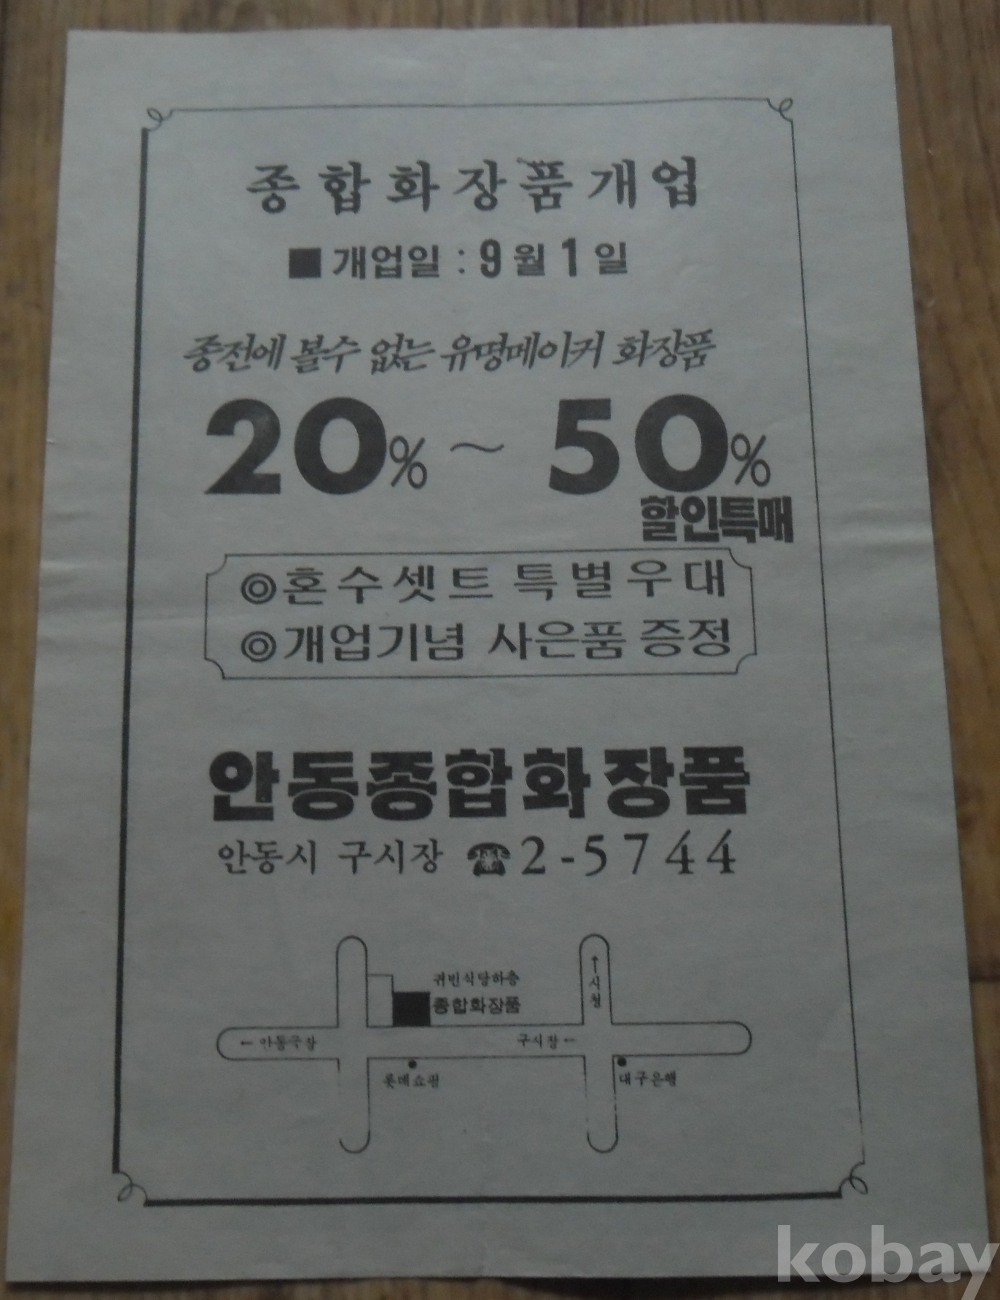 종합화장품개업
■ 개업일 : 9월 1일
종전에 볼수 없는 유명메이커 화장품
20% ~ 50%
할인특매
◎혼수셋트 특별우대
◎개업기념 사은품 증정
안동종합화장품
안동시 구시장 ☎2-5744
귀빈식당하층
종합화장품
↑시청
← 안동극장
구시장 ←
롯데쇼핑
대구은행
kobay